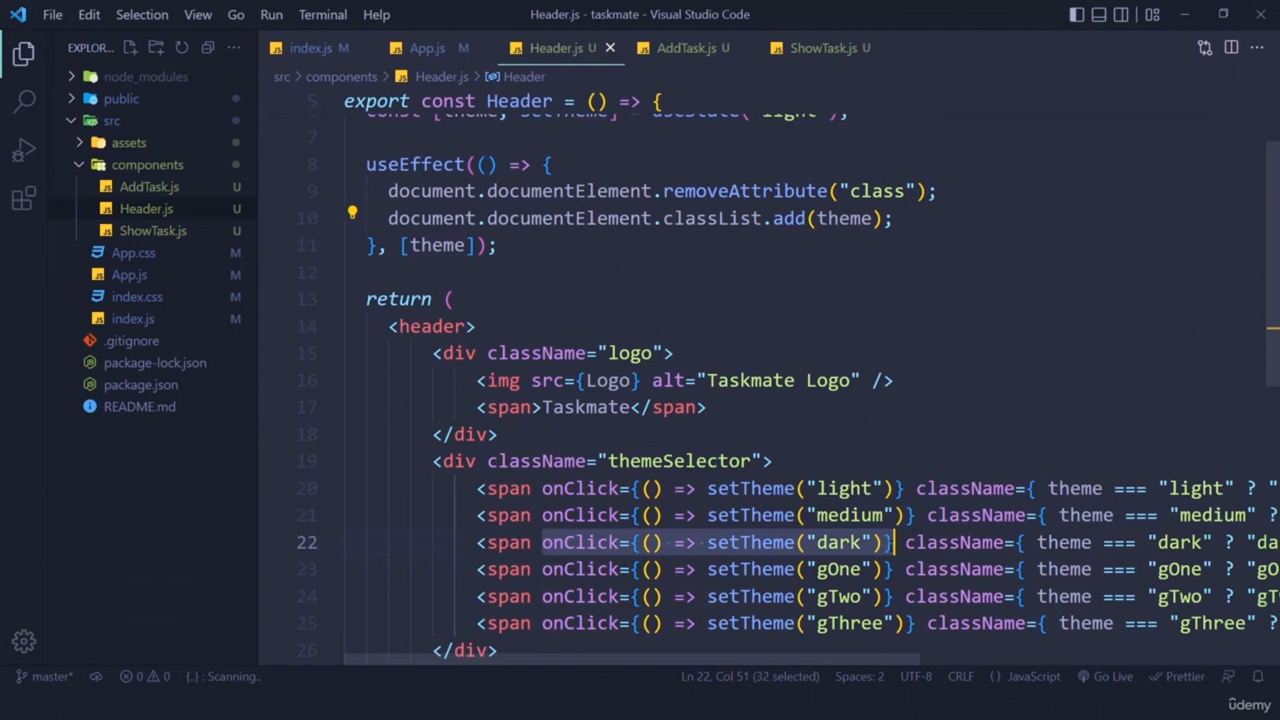 File Edit Selection View Go Run Terminal Help Header.js - taskmate - Visual Studio Code
EXPLOR...
index.js M App.js M Header.js U AddTask.js U ShowTask.js U
src > components > Header.js > Header
node_modules
public
src
assets
components
AddTask.js U
Header.js U
ShowTask.js U
App.css M
App.js M
index.css M
index.js M
.gitignore
package-lock.json
package.json
README.md
5 export const Header = () => {
const [theme, setTheme] = useState("light");
7
8 useEffect(() => {
9 document.documentElement.removeAttribute("class");
10 document.documentElement.classList.add(theme);
11 }, [theme]);
12
13 return (
14 <header>
15 <div className="logo">
16 <img src={Logo} alt="Taskmate Logo" />
17 <span>Taskmate</span>
18 </div>
19 <div className="themeSelector">
20 <span onClick={() => setTheme("light")} className={ theme === "light" ? "
21 <span onClick={() => setTheme("medium")} className={ theme === "medium" ?
22 <span onClick={() => setTheme("dark")} className={ theme === "dark" ? "da
23 <span onClick={() => setTheme("gOne")} className={ theme === "gOne" ? "gO
24 <span onClick={() => setTheme("gTwo")} className={ theme === "gTwo" ? "
25 <span onClick={() => setTheme("gThree")} className={ theme === "gThree" ?
26 </div>
master* 0 0 {..} : Scanning.. Ln 22, Col 51 (32 selected) Spaces: 2 UTF-8 CRLF {} JavaScript Go Live Prettier
ûdemy